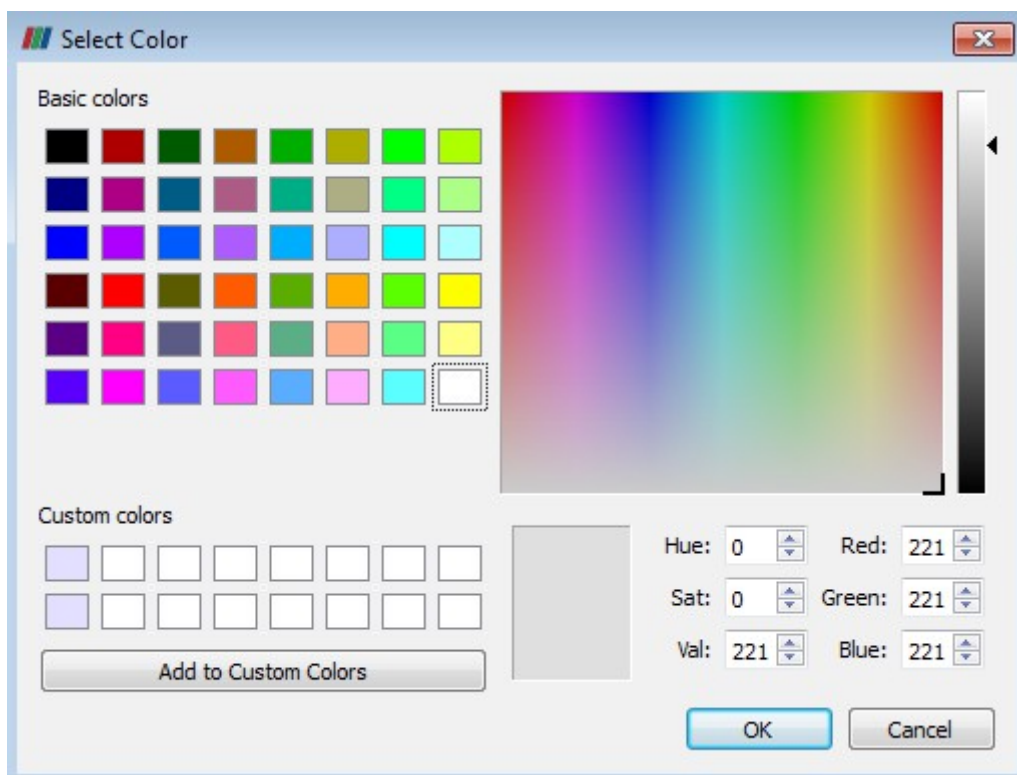 Select Color
Basic colors
Custom colors
Hue: 0 Red: 221
Sat: 0 Green: 221
Val: 221 Blue: 221
Add to Custom Colors
OK Cancel